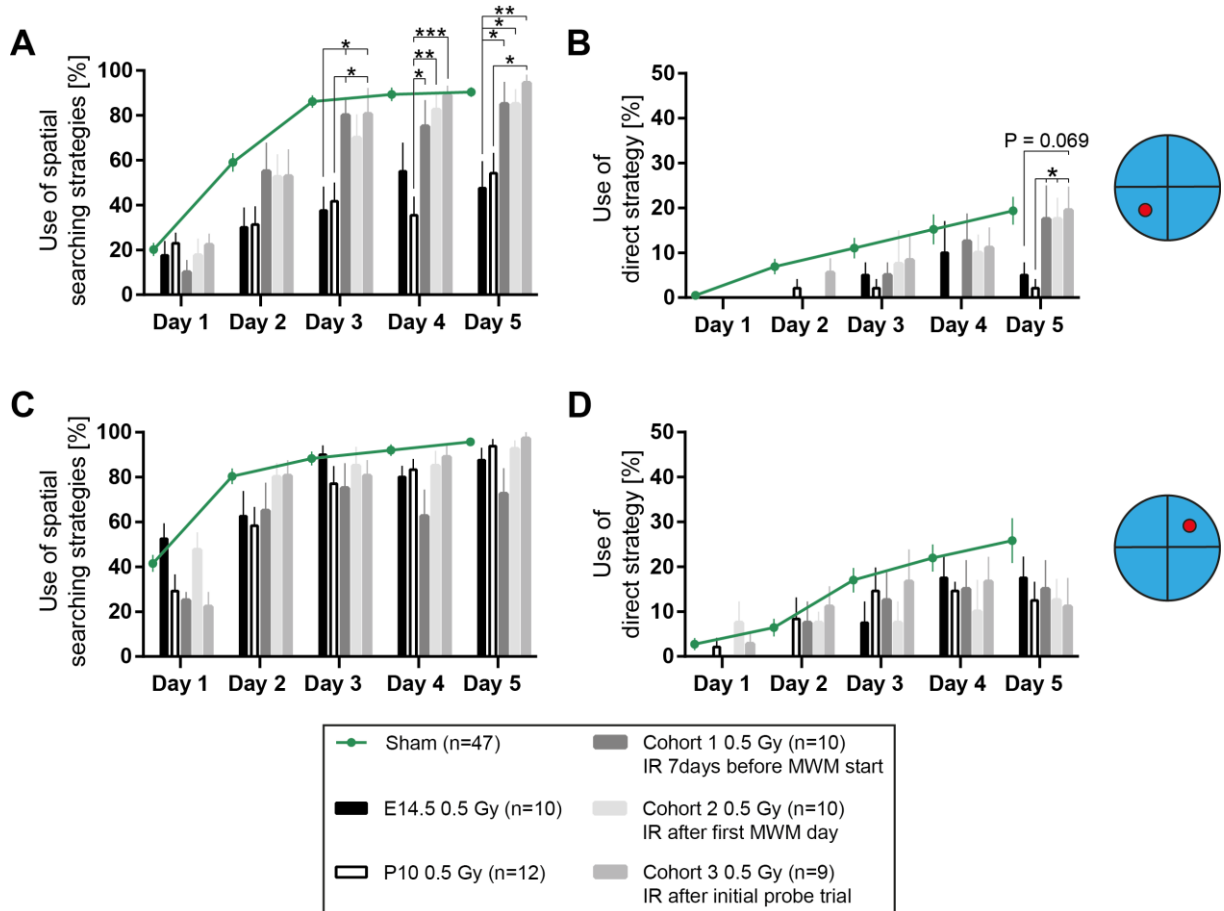 A
Use of spatial
searching strategies [%]
100
80
60
40
20
0
*
*
***
**
*
**
*
*
*
Day 1 Day 2 Day 3 Day 4 Day 5
B
Use of
direct strategy [%]
50
40
30
20
10
0
P = 0.069
*
Day 1 Day 2 Day 3 Day 4 Day 5
C
Use of spatial
searching strategies [%]
100
80
60
40
20
0
Day 1 Day 2 Day 3 Day 4 Day 5
D
Use of
direct strategy [%]
50
40
30
20
10
0
Day 1 Day 2 Day 3 Day 4 Day 5
Sham (n=47)
E14.5 0.5 Gy (n=10)
P10 0.5 Gy (n=12)
Cohort 1 0.5 Gy (n=10)
IR 7days before MWM start
Cohort 2 0.5 Gy (n=10)
IR after first MWM day
Cohort 3 0.5 Gy (n=9)
IR after initial probe trial